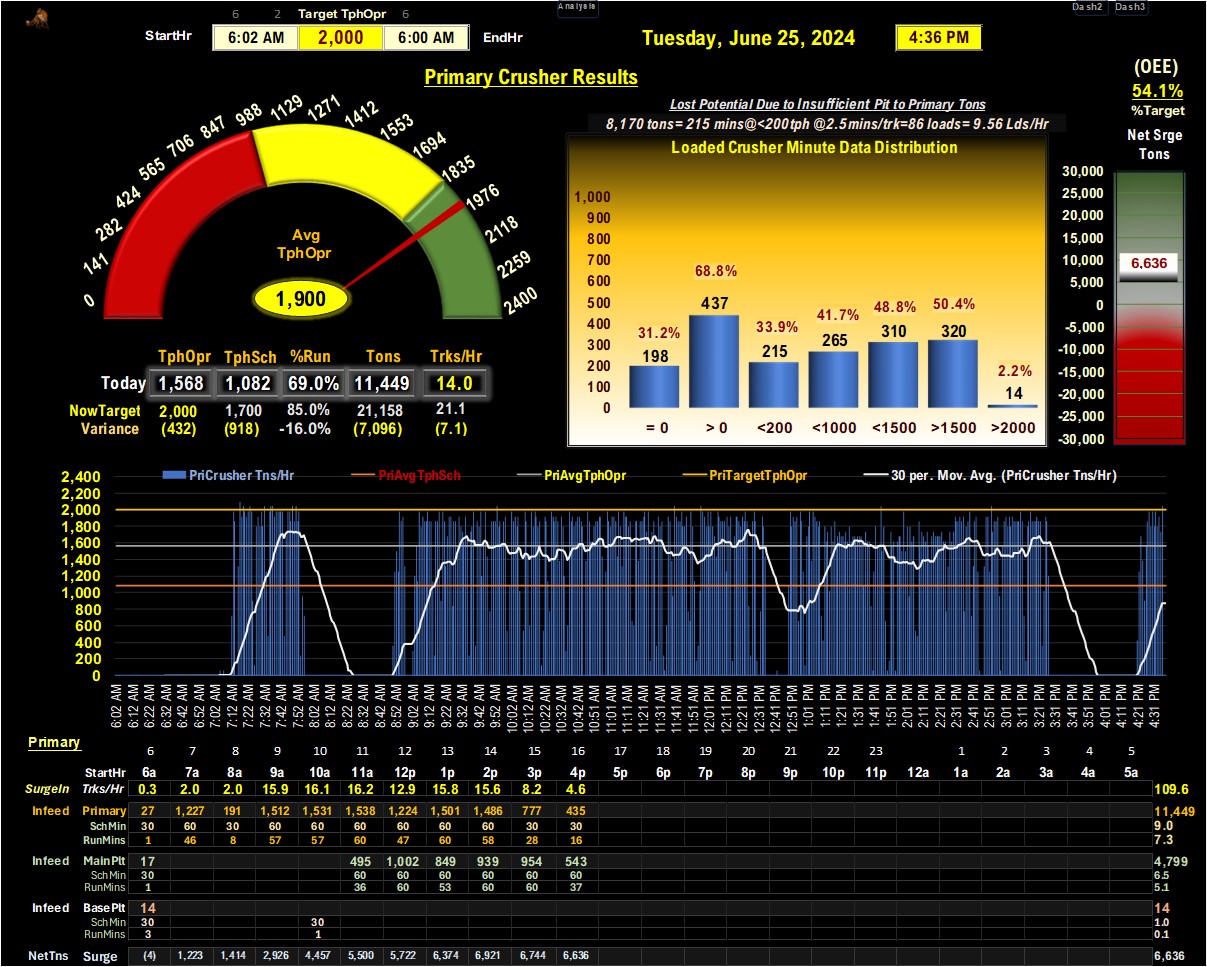 Analysis
Dash2 Dash3
6 2 Target TphOpr 6
StartHr 6:02 AM 2,000 6:00 AM EndHr
Tuesday, June 25, 2024 4:36 PM
Primary Crusher Results
(OEE)
54.1%
%Target
Net Srge
Tons
Lost Potential Due to Insufficient Pit to Primary Tons
8,170 tons= 215 mins@<200tph @2.5mins/trk=86 loads= 9.56 Lds/Hr
0 141 282 424 565 706 847 988 1129 1271 1412 1553 1694 1835 1976 2118 2259 2400
Avg
TphOpr
1,900
Loaded Crusher Minute Data Distribution
1,000
900
800
700
600
500
400
300
200
100
0
31.2% 68.8% 33.9% 41.7% 48.8% 50.4% 2.2%
198 437 215 265 310 320 14
= 0 > 0 <200 <1000 <1500 >1500 >2000
30,000
25,000
20,000
15,000
10,000
5,000
0
-5,000
-10,000
-15,000
-20,000
-25,000
-30,000
6,636
TphOpr TphSch %Run Tons Trks/Hr
Today 1,568 1,082 69.0% 11,449 14.0
NowTarget 2,000 1,700 85.0% 21,158 21.1
Variance (432) (918) -16.0% (7,096) (7.1)
PriCrusher Tns/Hr PriAvgTphSch PriAvgTphOpr PriTargetTphOpr 30 per. Mov. Avg. (PriCrusher Tns/Hr)
2,400
2,200
2,000
1,800
1,600
1,400
1,200
1,000
800
600
400
200
0
6:02 AM 6:12 AM 6:22 AM 6:32 AM 6:42 AM 6:52 AM 7:02 AM 7:12 AM 7:22 AM 7:32 AM 7:42 AM 7:52 AM 8:02 AM 8:12 AM 8:22 AM 8:32 AM 8:42 AM 8:52 AM 9:02 AM 9:12 AM 9:22 AM 9:32 AM 9:42 AM 9:52 AM 10:02 AM 10:12 AM 10:22 AM 10:32 AM 10:42 AM 10:51 AM 11:01 AM 11:11 AM 11:21 AM 11:31 AM 11:41 AM 11:51 AM 12:01 PM 12:11 PM 12:21 PM 12:31 PM 12:41 PM 12:51 PM 1:01 PM 1:11 PM 1:21 PM 1:31 PM 1:41 PM 1:51 PM 2:01 PM 2:11 PM 2:21 PM 2:31 PM 2:41 PM 2:51 PM 3:01 PM 3:11 PM 3:21 PM 3:31 PM 3:41 PM 3:51 PM 4:01 PM 4:11 PM 4:21 PM 4:31 PM
Primary 6 7 8 9 10 11 12 13 14 15 16 17 18 19 20 21 22 23 1 2 3 4 5
StartHr 6a 7a 8a 9a 10a 11a 12p 1p 2p 3p 4p 5p 6p 7p 8p 9p 10p 11p 12a 1a 2a 3a 4a 5a
SurgeIn Trks/Hr 0.3 2.0 2.0 15.9 16.1 16.2 12.9 15.8 15.6 8.2 4.6 109.6
Infeed Primary 27 1,227 191 1,512 1,531 1,538 1,224 1,501 1,486 777 435 11,449
SchMin 30 60 30 60 60 60 60 60 60 30 30 9.0
RunMins 1 46 8 57 57 60 47 60 58 28 16 7.3
Infeed MainPlt 17 495 1,002 849 939 954 543 4,799
SchMin 30 60 60 60 60 60 60 6.5
RunMins 1 36 60 53 60 60 37 5.1
Infeed BasePlt 14 14
SchMin 30 30 1.0
RunMins 3 1 0.1
NetTns Surge (4) 1,223 1,414 2,926 4,457 5,500 5,722 6,374 6,921 6,744 6,636 6,636